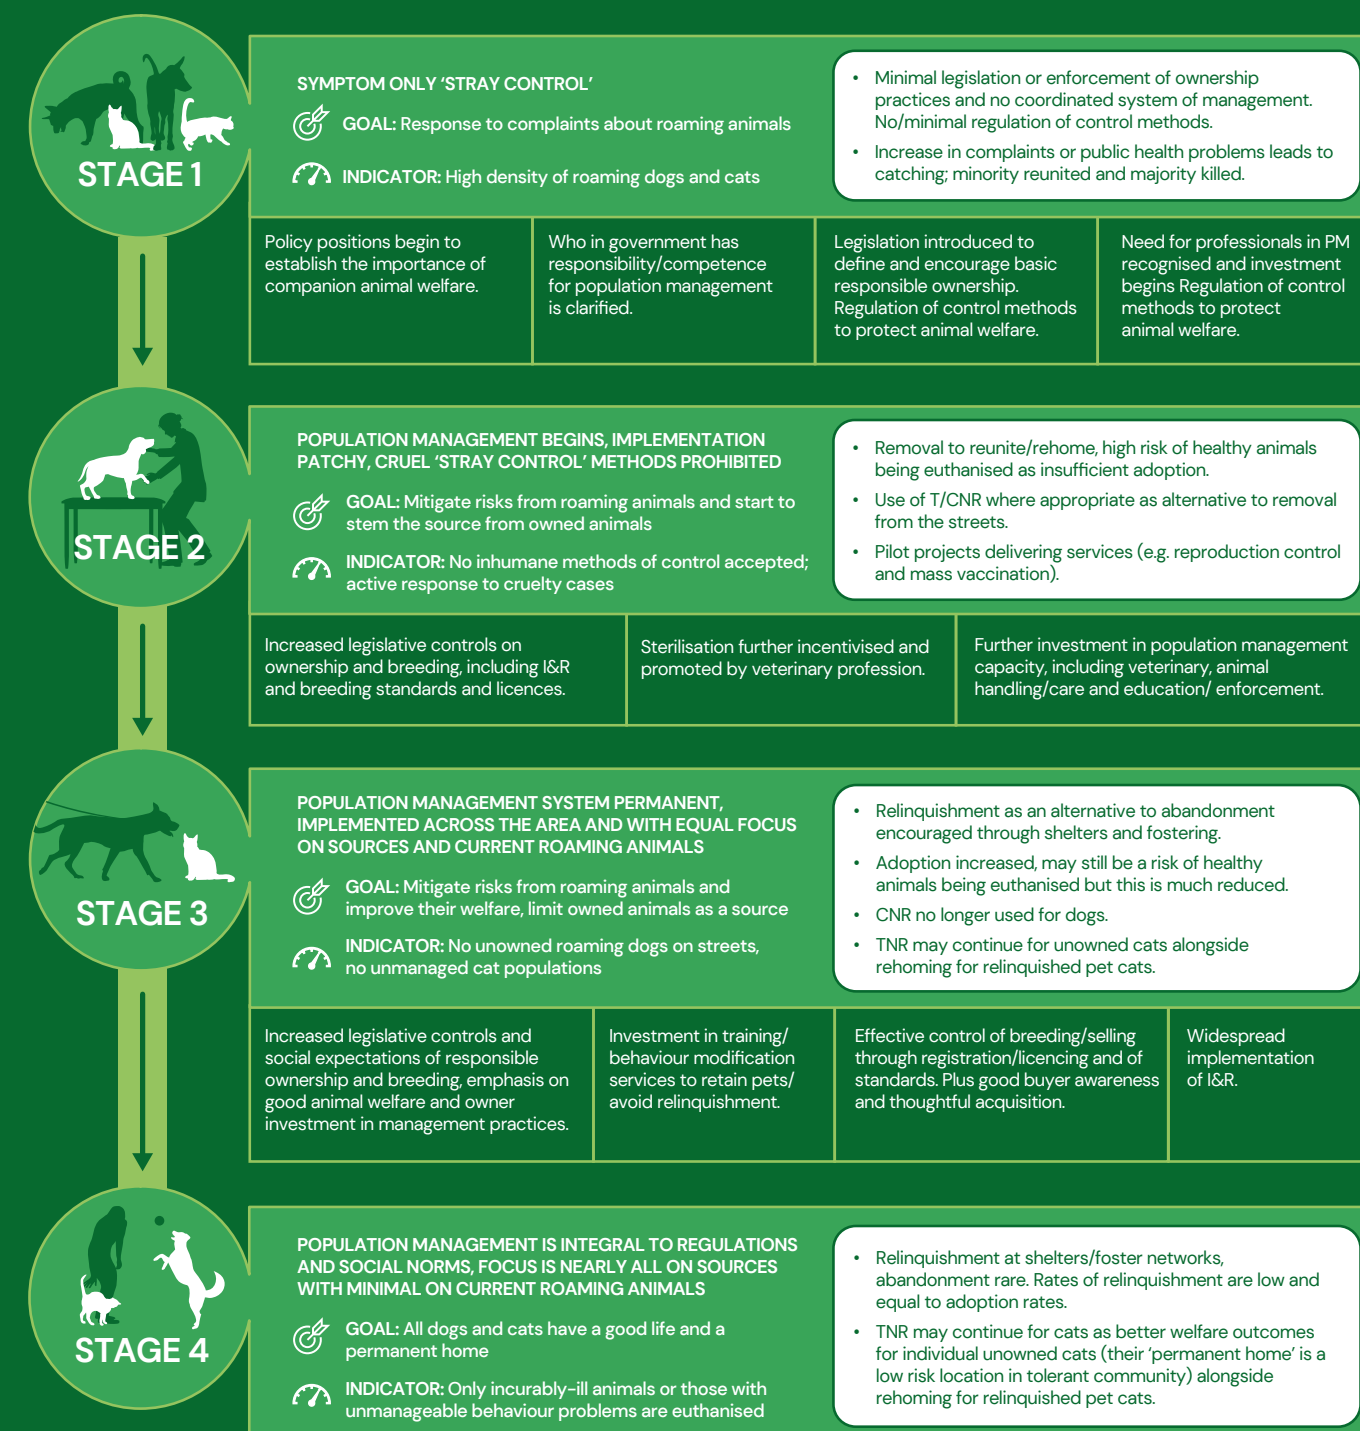 STAGE 1
SYMPTOM ONLY ‘STRAY CONTROL’
GOAL: Response to complaints about roaming animals
INDICATOR: High density of roaming dogs and cats
• Minimal legislation or enforcement of ownership
practices and no coordinated system of management.
No/minimal regulation of control methods.
• Increase in complaints or public health problems leads to
catching; minority reunited and majority killed.
Policy positions begin to
establish the importance of
companion animal welfare.
Who in government has
responsibility/competence
for population management
is clarified.
Legislation introduced to
define and encourage basic
responsible ownership.
Regulation of control methods
to protect animal welfare.
Need for professionals in PM
recognised and investment
begins Regulation of control
methods to protect
animal welfare.
STAGE 2
POPULATION MANAGEMENT BEGINS, IMPLEMENTATION
PATCHY, CRUEL ‘STRAY CONTROL’ METHODS PROHIBITED
GOAL: Mitigate risks from roaming animals and start to
stem the source from owned animals
INDICATOR: No inhumane methods of control accepted;
active response to cruelty cases
• Removal to reunite/rehome, high risk of healthy animals
being euthanised as insufficient adoption.
• Use of T/CNR where appropriate as alternative to removal
from the streets.
• Pilot projects delivering services (e.g. reproduction control
and mass vaccination).
Increased legislative controls on
ownership and breeding, including I&R
and breeding standards and licences.
Sterilisation further incentivised and
promoted by veterinary profession.
Further investment in population management
capacity, including veterinary, animal
handling/care and education/ enforcement.
STAGE 3
POPULATION MANAGEMENT SYSTEM PERMANENT,
IMPLEMENTED ACROSS THE AREA AND WITH EQUAL FOCUS
ON SOURCES AND CURRENT ROAMING ANIMALS
GOAL: Mitigate risks from roaming animals and
improve their welfare, limit owned animals as a source
INDICATOR: No unowned roaming dogs on streets,
no unmanaged cat populations
• Relinquishment as an alternative to abandonment
encouraged through shelters and fostering.
• Adoption increased, may still be a risk of healthy
animals being euthanised but this is much reduced.
• CNR no longer used for dogs.
• TNR may continue for unowned cats alongside
rehoming for relinquished pet cats.
Increased legislative controls and
social expectations of responsible
ownership and breeding, emphasis on
good animal welfare and owner
investment in management practices.
Investment in training/
behaviour modification
services to retain pets/
avoid relinquishment.
Effective control of breeding/selling
through registration/licencing and of
standards. Plus good buyer awareness
and thoughtful acquisition.
Widespread
implementation
of I&R.
STAGE 4
POPULATION MANAGEMENT IS INTEGRAL TO REGULATIONS
AND SOCIAL NORMS, FOCUS IS NEARLY ALL ON SOURCES
WITH MINIMAL ON CURRENT ROAMING ANIMALS
GOAL: All dogs and cats have a good life and a
permanent home
INDICATOR: Only incurably-ill animals or those with
unmanageable behaviour problems are euthanised
• Relinquishment at shelters/foster networks,
abandonment rare. Rates of relinquishment are low and
equal to adoption rates.
• TNR may continue for cats as better welfare outcomes
for individual unowned cats (their ‘permanent home’ is a
low risk location in tolerant community) alongside
rehoming for relinquished pet cats.